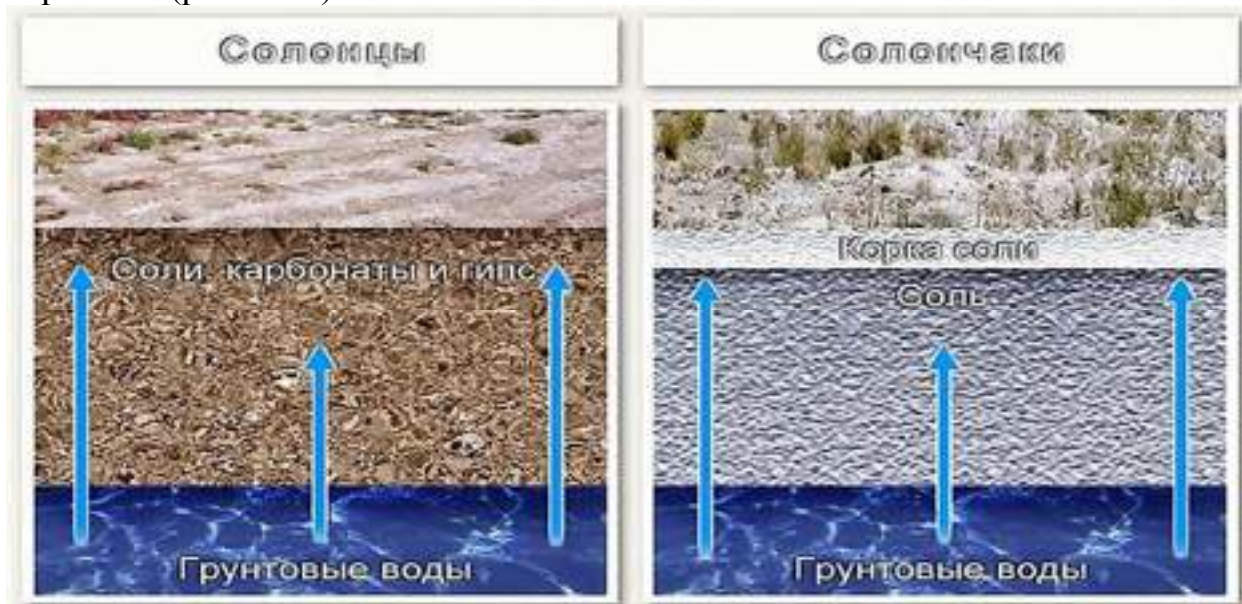 Солонцы
Солончаки
Соли, карбонаты и гипс
Грунтовые воды
Корка соли
Соль
Грунтовые воды